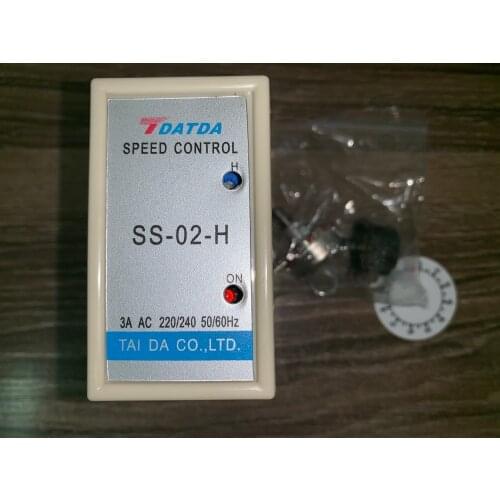 TDATDA
SPEED CONTROL
H
SS-02-H
ON
3A AC 220/240 50/60Hz
TAI DA CO.,LTD.